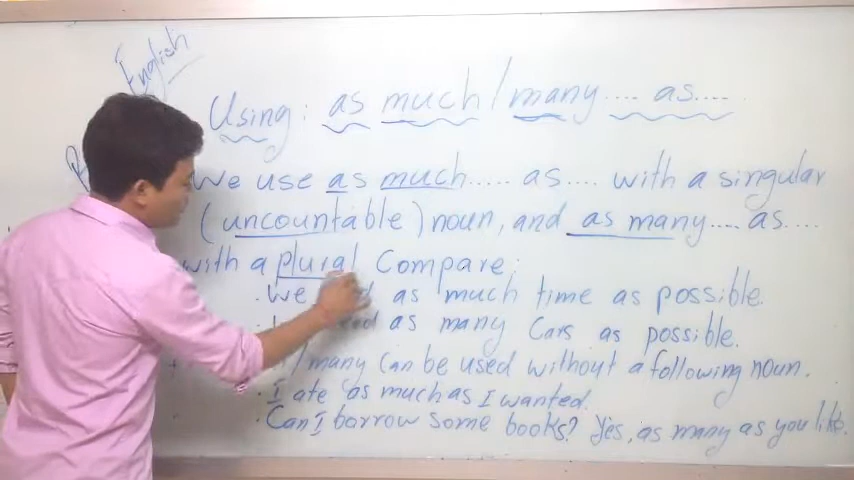 English
Using: as much/many.... as....
We use as much..... as.... with a singular
(uncountable) noun, and as many.... as....
with a plural Compare:
We as much time as possible.
as many Cars as possible.
/many Can be used without a following noun.
. I ate as much as I wanted.
. Can I borrow some books? Yes, as many as you like.